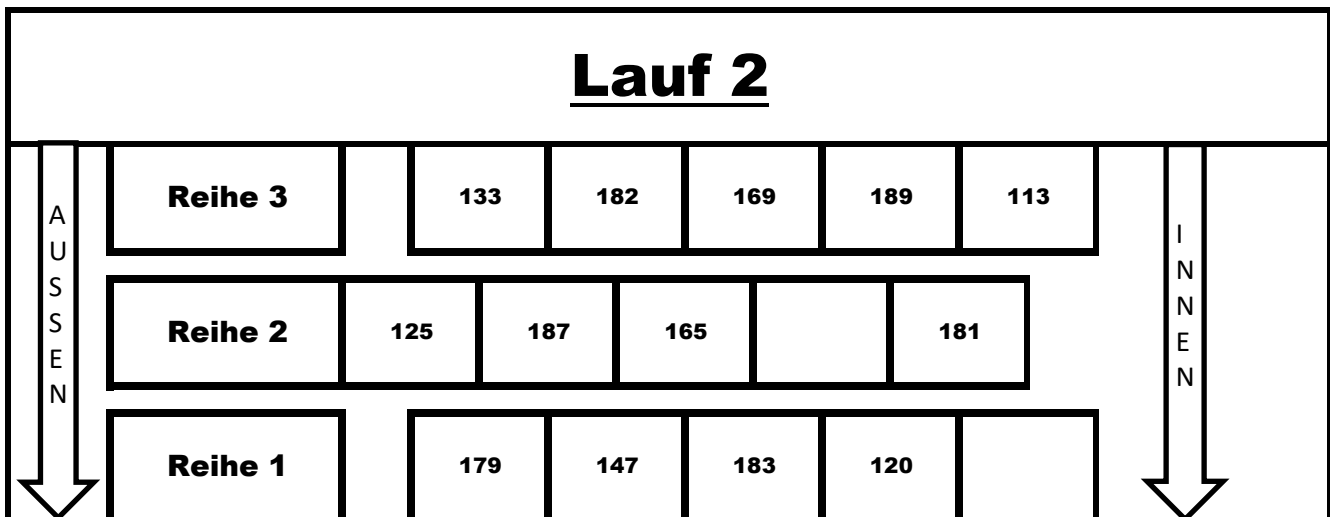 Lauf 2
AUSSEN
Reihe 3 133 182 169 189 113
INNEN
Reihe 2 125 187 165 181
Reihe 1 179 147 183 120